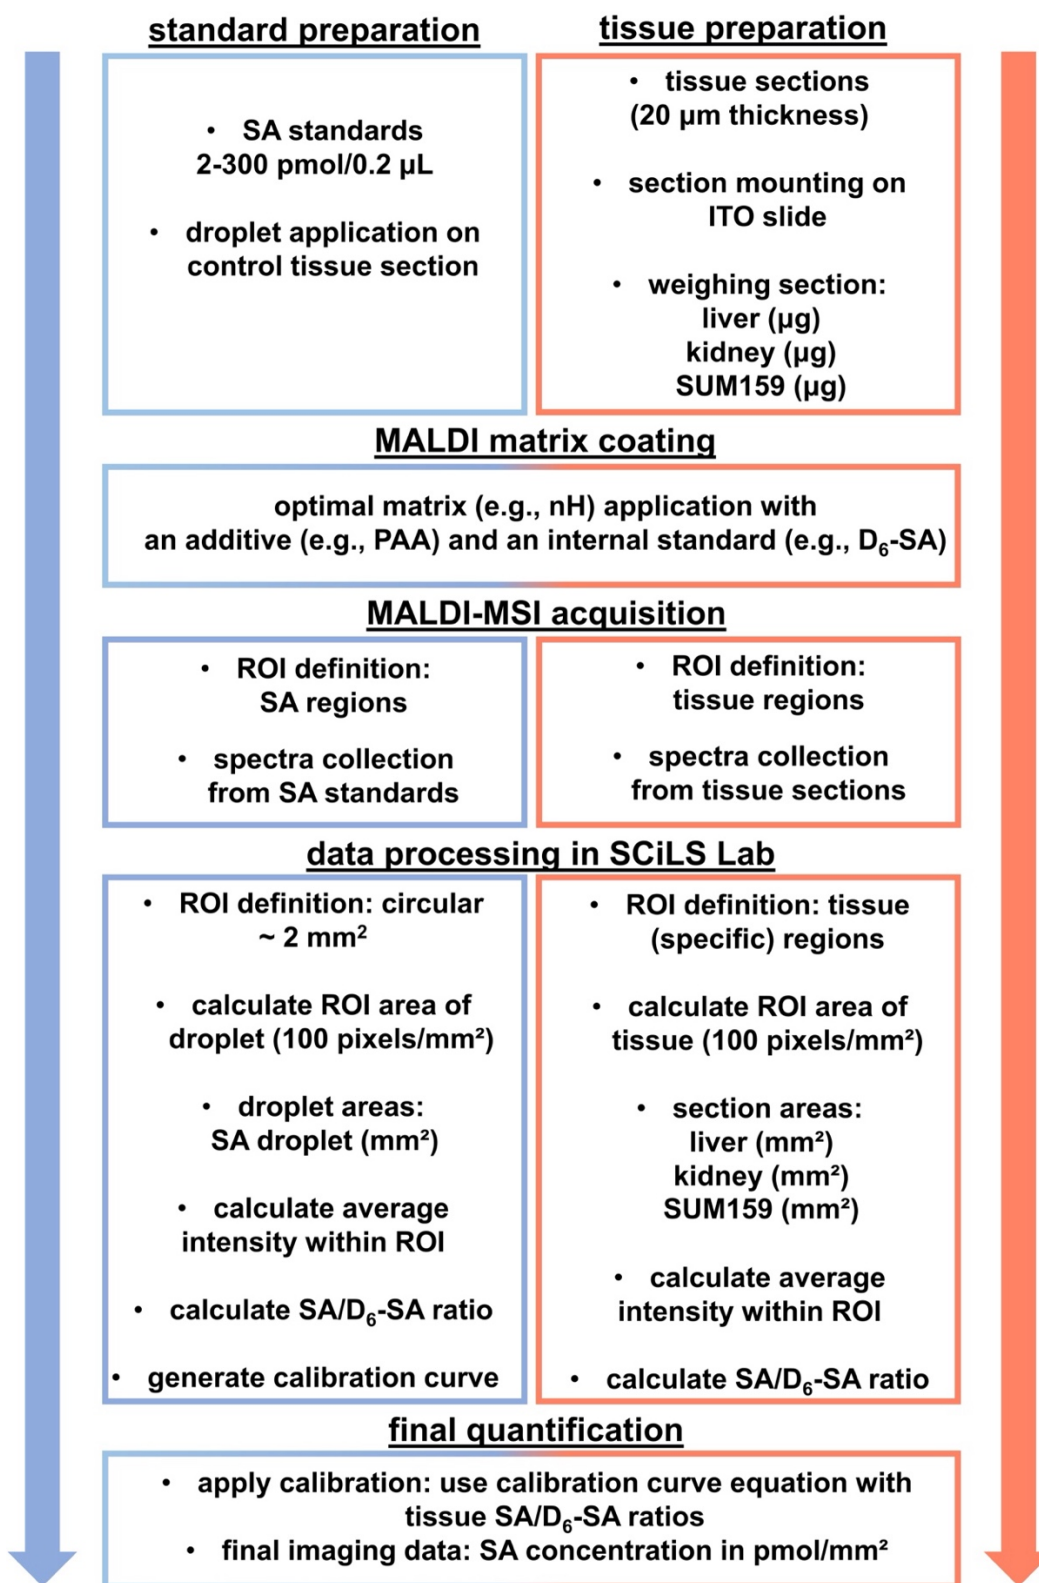 standard preparation
• SA standards
2-300 pmol/0.2 µL
• droplet application on
control tissue section
tissue preparation
• tissue sections
(20 µm thickness)
• section mounting on
ITO slide
• weighing section:
liver (µg)
kidney (µg)
SUM159 (µg)
MALDI matrix coating
optimal matrix (e.g., nH) application with
an additive (e.g., PAA) and an internal standard (e.g., D₆-SA)
MALDI-MSI acquisition
• ROI definition:
SA regions
• spectra collection
from SA standards
• ROI definition:
tissue regions
• spectra collection
from tissue sections
data processing in SCiLS Lab
• ROI definition: circular
~ 2 mm²
• calculate ROI area of
droplet (100 pixels/mm²)
• droplet areas:
SA droplet (mm²)
• calculate average
intensity within ROI
• calculate SA/D₆-SA ratio
• generate calibration curve
• ROI definition: tissue
(specific) regions
• calculate ROI area of
tissue (100 pixels/mm²)
• section areas:
liver (mm²)
kidney (mm²)
SUM159 (mm²)
• calculate average
intensity within ROI
• calculate SA/D₆-SA ratio
final quantification
• apply calibration: use calibration curve equation with
tissue SA/D₆-SA ratios
• final imaging data: SA concentration in pmol/mm²